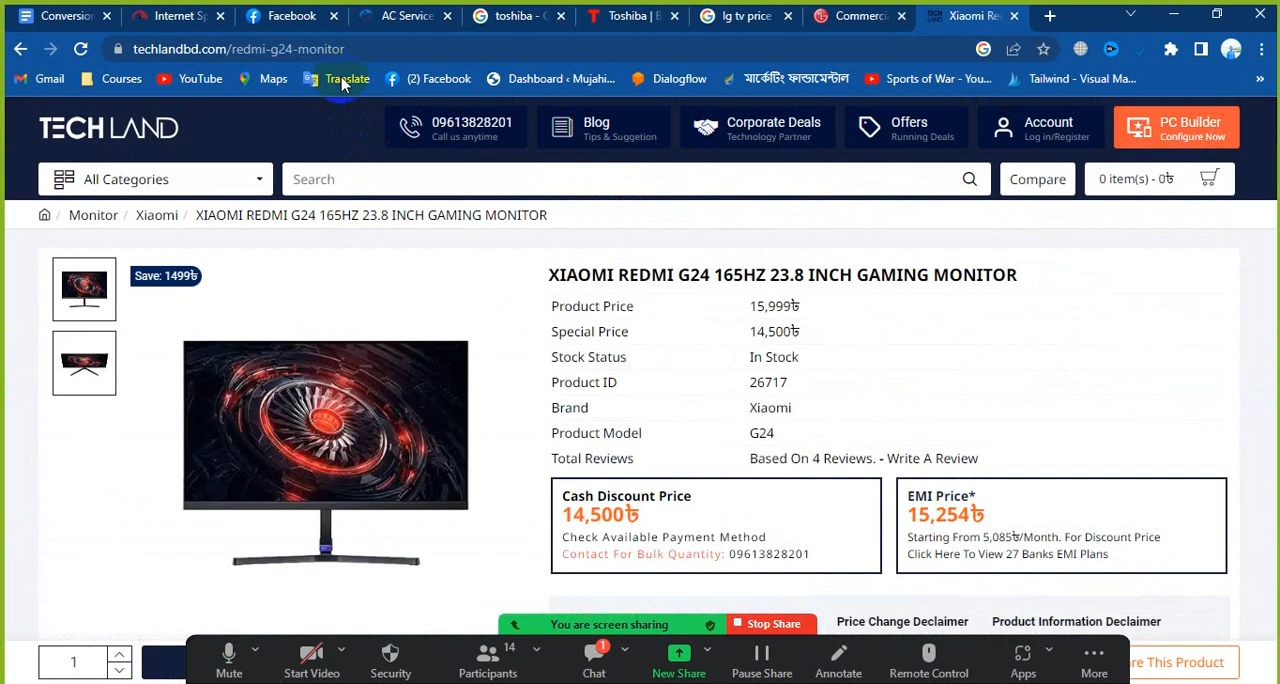 Conversion
Internet Sp
Facebook
AC Service
toshiba - G
Toshiba | B
lg tv price
Commerci
Xiaomi Re
techlandbd.com/redmi-g24-monitor
Gmail
Courses
YouTube
Maps
Translate
(2) Facebook
Dashboard ‹ Mujahi...
Dialogflow
মার্কেটিং ফান্ডামেন্টাল
Sports of War - You...
Tailwind - Visual Ma...
TECH LAND
09613828201
Call us anytime
Blog
Tips & Suggetion
Corporate Deals
Technology Partner
Offers
Running Deals
Account
Log in/Register
PC Builder
Configure Now
All Categories
Search
Compare
0 item(s) - 0৳
/ Monitor / Xiaomi / XIAOMI REDMI G24 165HZ 23.8 INCH GAMING MONITOR
Save: 1499৳
XIAOMI REDMI G24 165HZ 23.8 INCH GAMING MONITOR
Product Price 15,999৳
Special Price 14,500৳
Stock Status In Stock
Product ID 26717
Brand Xiaomi
Product Model G24
Total Reviews Based On 4 Reviews. - Write A Review
Cash Discount Price
14,500৳
Check Available Payment Method
Contact For Bulk Quantity: 09613828201
EMI Price*
15,254৳
Starting From 5,085৳/Month. For Discount Price
Click Here To View 27 Banks EMI Plans
You are screen sharing
Stop Share
Price Change Declaimer
Product Information Declaimer
1
re This Product
Mute
Start Video
Security
14
Participants
1
Chat
New Share
Pause Share
Annotate
Remote Control
Apps
More